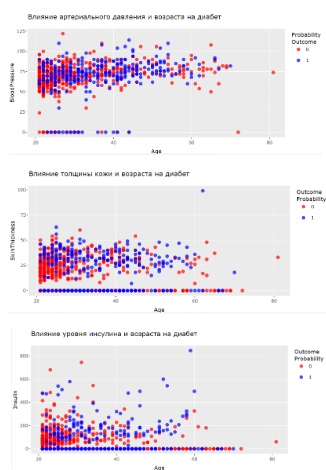 Влияние артериального давления и возраста на диабет
Probability
Outcome
0
1
125
100
75
50
25
0
BloodPressure
20
40
60
80
Age
Влияние толщины кожи и возраста на диабет
Outcome
Probability
0
1
100
75
50
25
0
SkinThickness
20
40
60
80
Age
Влияние уровня инсулина и возраста на диабет
Outcome
Probability
0
1
800
600
400
200
0
Insulin
20
40
60
80
Age